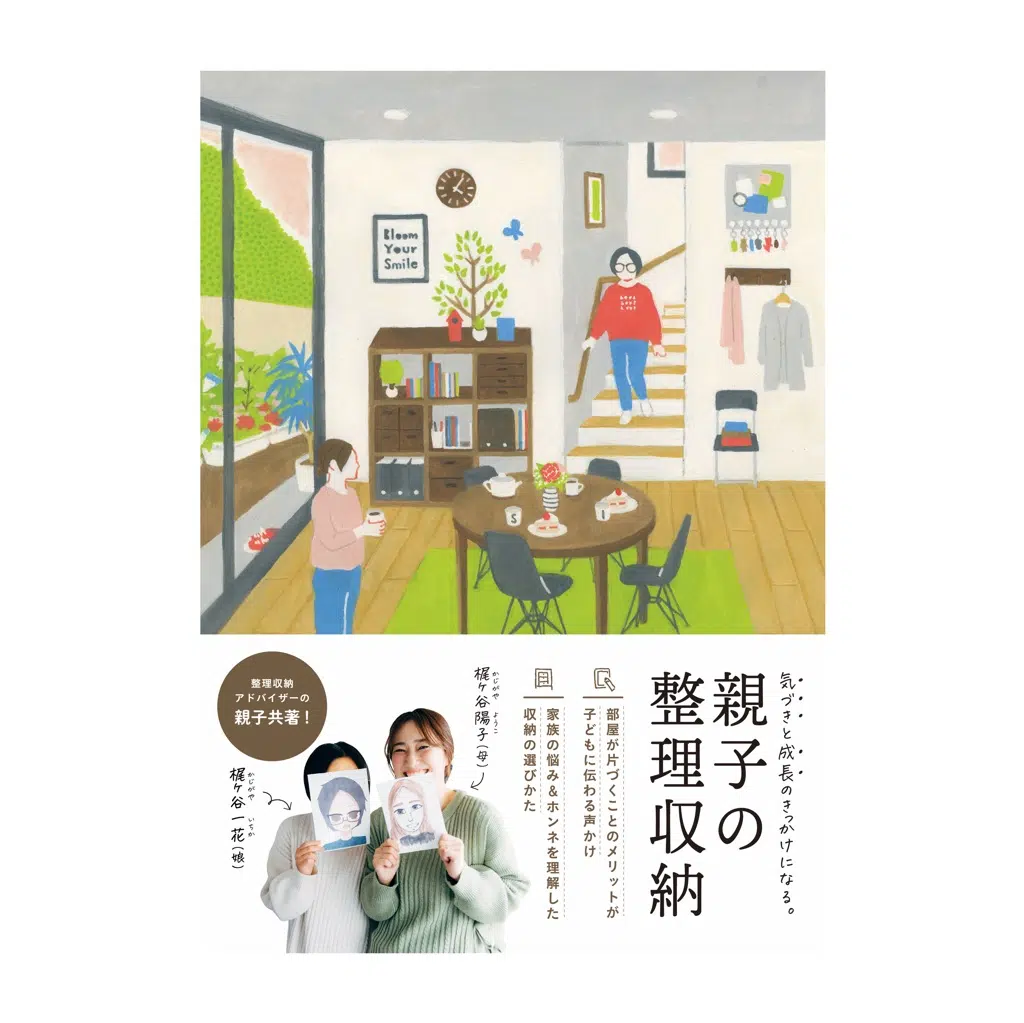 Bloom
Your
Smile
S
I
気づきと成長のきっかけになる。
親子の
整理収納
部屋が片づくことのメリットが
子どもに伝わる声かけ
家族の悩み&ホンネを理解した
収納の選びかた
整理収納
アドバイザーの
親子共著!
梶ヶ谷陽子(母)
かじがや ようこ
梶ヶ谷一花(娘)
かじがや いちか